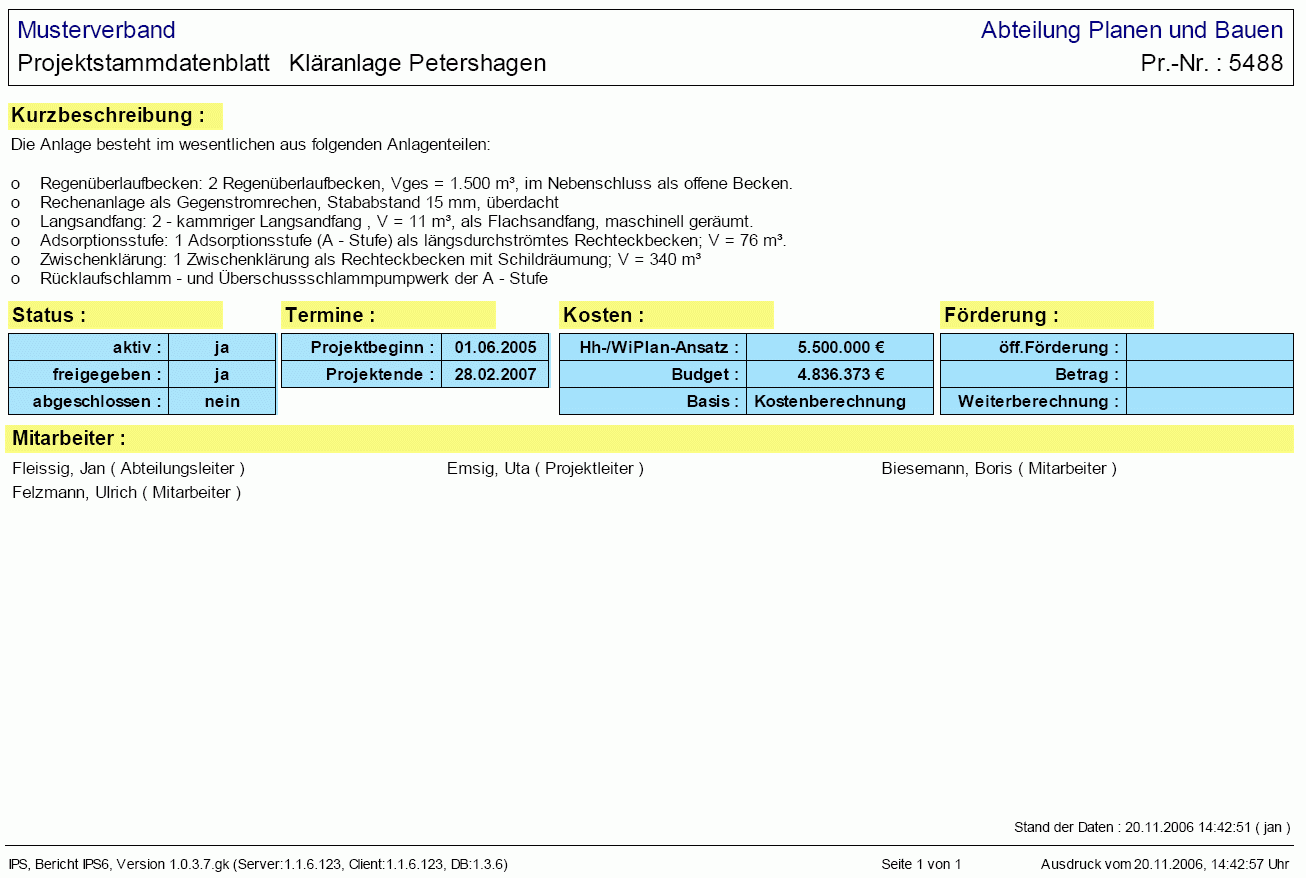 Musterverband Abteilung Planen und Bauen
Projektstammdatenblatt Kläranlage Petershagen Pr.-Nr. : 5488
Kurzbeschreibung :
Die Anlage besteht im wesentlichen aus folgenden Anlagenteilen:
o Regenüberlaufbecken: 2 Regenüberlaufbecken, Vges = 1.500 m³, im Nebenschluss als offene Becken.
o Rechenanlage als Gegenstromrechen, Stababstand 15 mm, überdacht
o Langsandfang: 2 - kammriger Langsandfang , V = 11 m³, als Flachsandfang, maschinell geräumt.
o Adsorptionsstufe: 1 Adsorptionsstufe (A - Stufe) als längsdurchströmtes Rechteckbecken; V = 76 m³.
o Zwischenklärung: 1 Zwischenklärung als Rechteckbecken mit Schildräumung; V = 340 m³
o Rücklaufschlamm - und Überschussschlammpumpwerk der A - Stufe
Status : Termine : Kosten : Förderung :
aktiv : ja Projektbeginn : 01.06.2005 Hh-/WiPlan-Ansatz : 5.500.000 € öff.Förderung :
freigegeben : ja Projektende : 28.02.2007 Budget : 4.836.373 € Betrag :
abgeschlossen : nein Basis : Kostenberechnung Weiterberechnung :
Mitarbeiter :
Fleissig, Jan ( Abteilungsleiter ) Emsig, Uta ( Projektleiter ) Biesemann, Boris ( Mitarbeiter )
Felzmann, Ulrich ( Mitarbeiter )
Stand der Daten : 20.11.2006 14:42:51 ( jan )
IPS, Bericht IPS6, Version 1.0.3.7.gk (Server:1.1.6.123, Client:1.1.6.123, DB:1.3.6) Seite 1 von 1 Ausdruck vom 20.11.2006, 14:42:57 Uhr